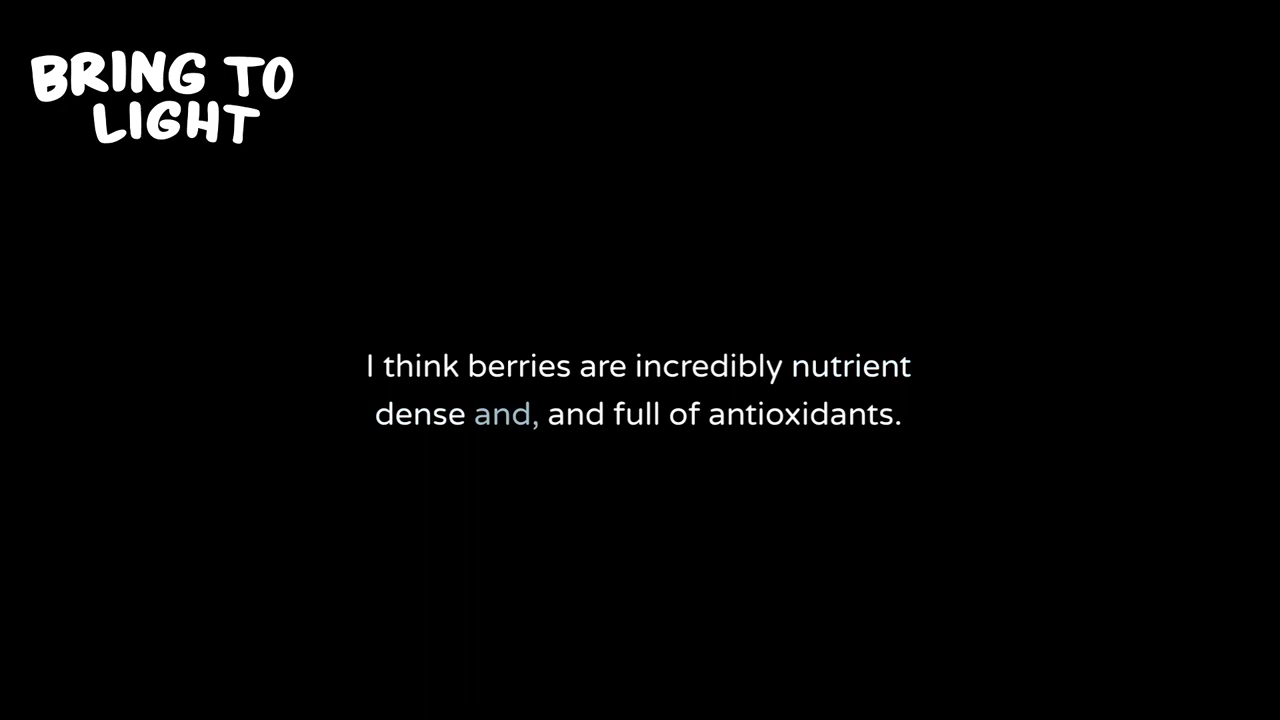 BRING TO
LIGHT
I think berries are incredibly nutrient
dense and, and full of antioxidants.